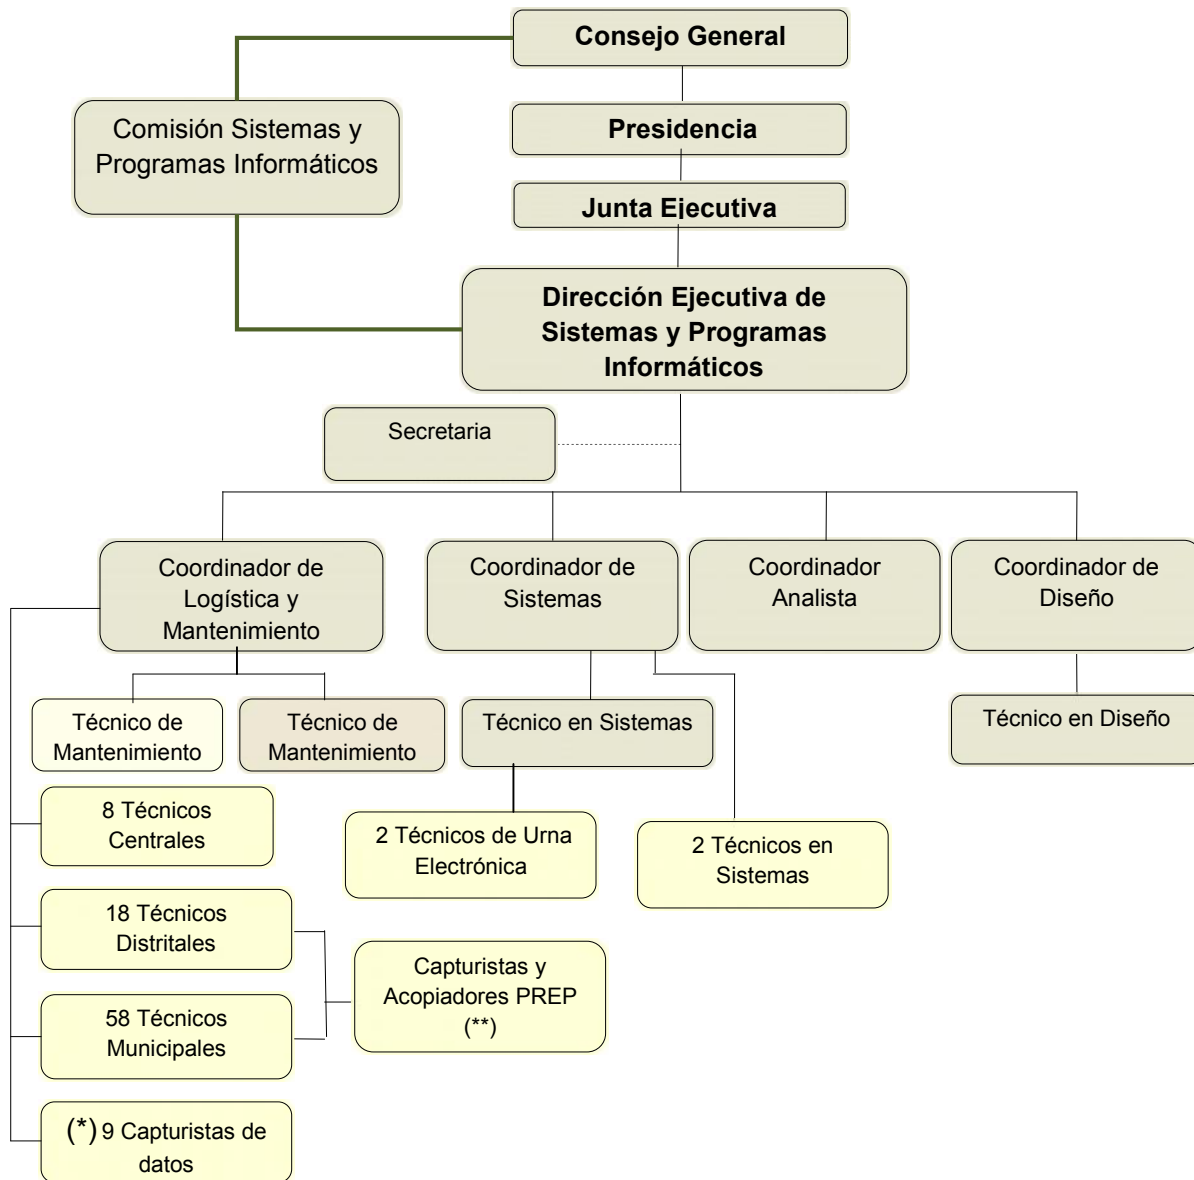 Consejo General
Comisión Sistemas y
Programas Informáticos
Presidencia
Junta Ejecutiva
Dirección Ejecutiva de
Sistemas y Programas
Informáticos
Secretaria
Coordinador de
Logística y
Mantenimiento
Coordinador de
Sistemas
Coordinador
Analista
Coordinador de
Diseño
Técnico de
Mantenimiento
Técnico de
Mantenimiento
Técnico en Sistemas
Técnico en Diseño
8 Técnicos
Centrales
2 Técnicos de Urna
Electrónica
2 Técnicos en
Sistemas
18 Técnicos
Distritales
Capturistas y
Acopiadores PREP
(**)
58 Técnicos
Municipales
(*) 9 Capturistas de
datos